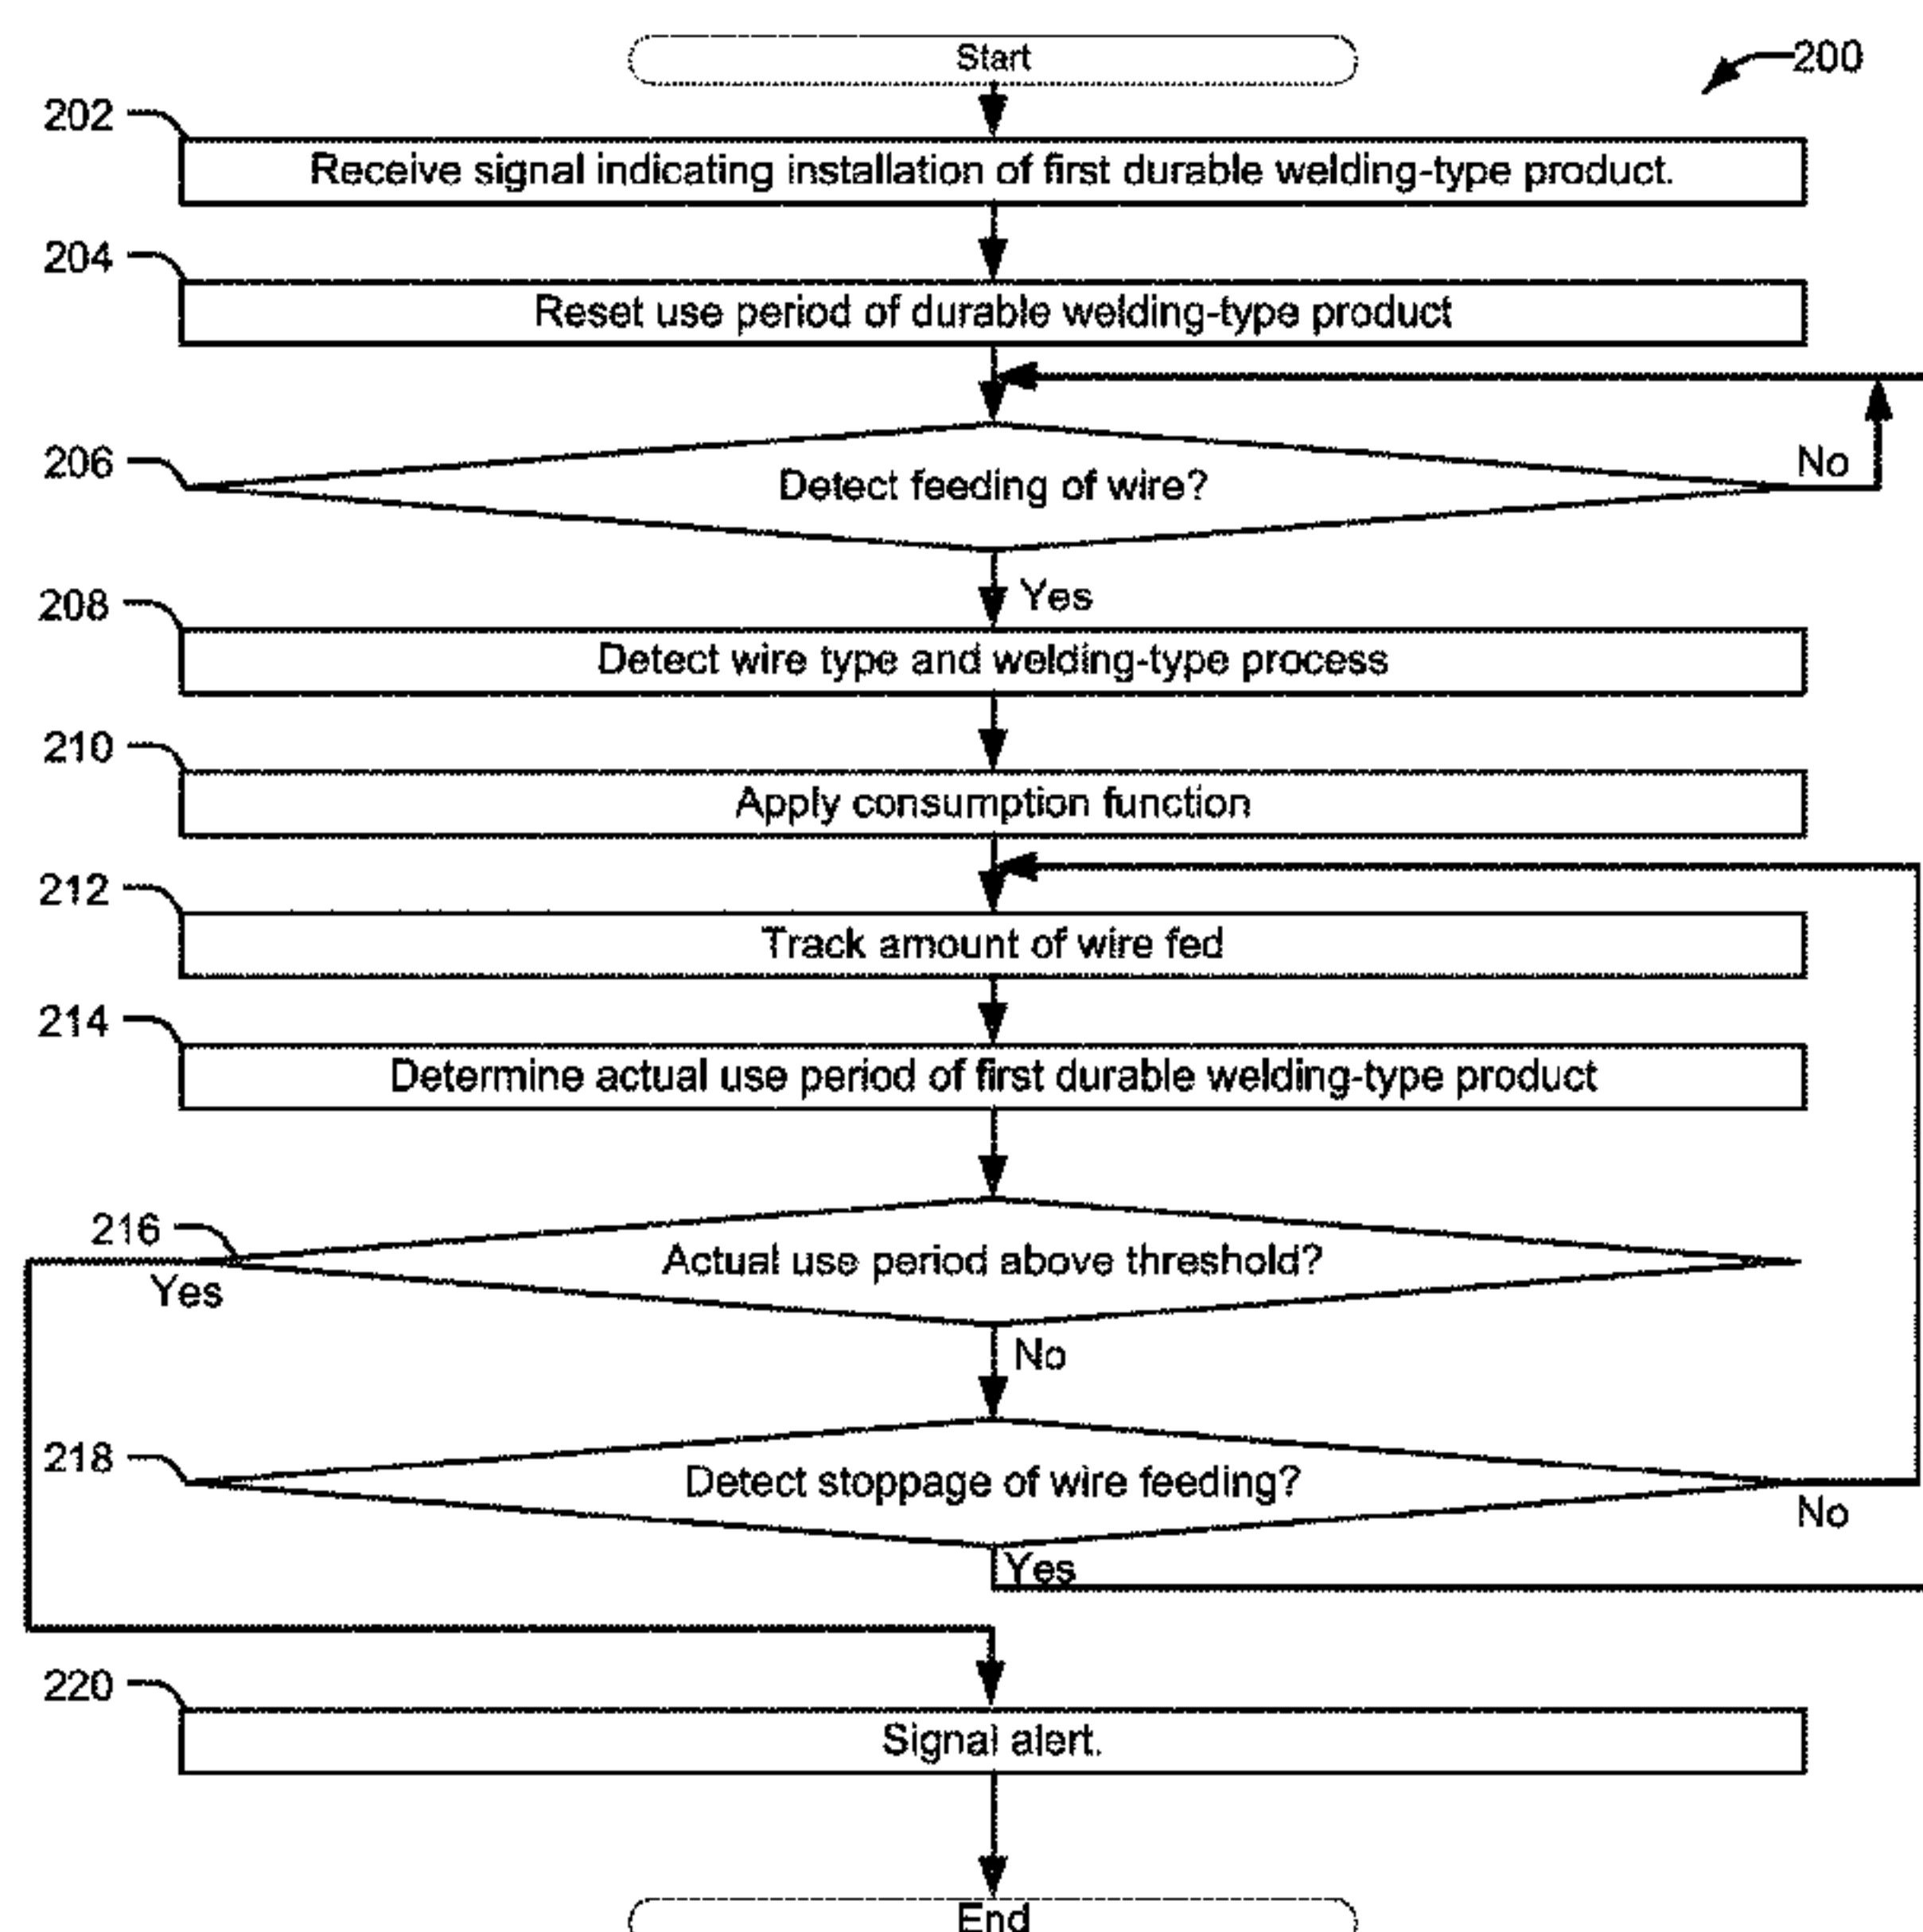 Start
200
202
Receive signal indicating installation of first durable welding-type product.
204
Reset use period of durable welding-type product
206
Detect feeding of wire?
No
Yes
208
Detect wire type and welding-type process
210
Apply consumption function
212
Track amount of wire fed
214
Determine actual use period of first durable welding-type product
216
Actual use period above threshold?
Yes
No
218
Detect stoppage of wire feeding?
No
Yes
220
Signal alert.
End